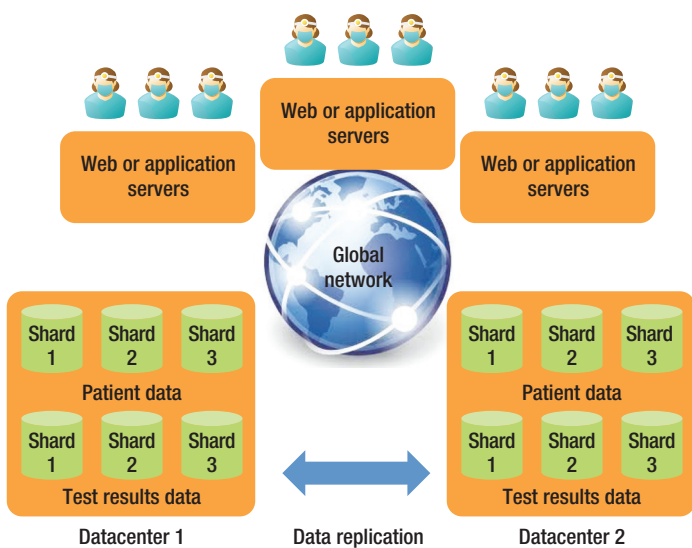 Web or application
servers
Web or application
servers
Web or application
servers
Global
network
Shard
1
Shard
2
Shard
3
Patient data
Shard
1
Shard
2
Shard
3
Test results data
Shard
1
Shard
2
Shard
3
Patient data
Shard
1
Shard
2
Shard
3
Test results data
Datacenter 1
Data replication
Datacenter 2